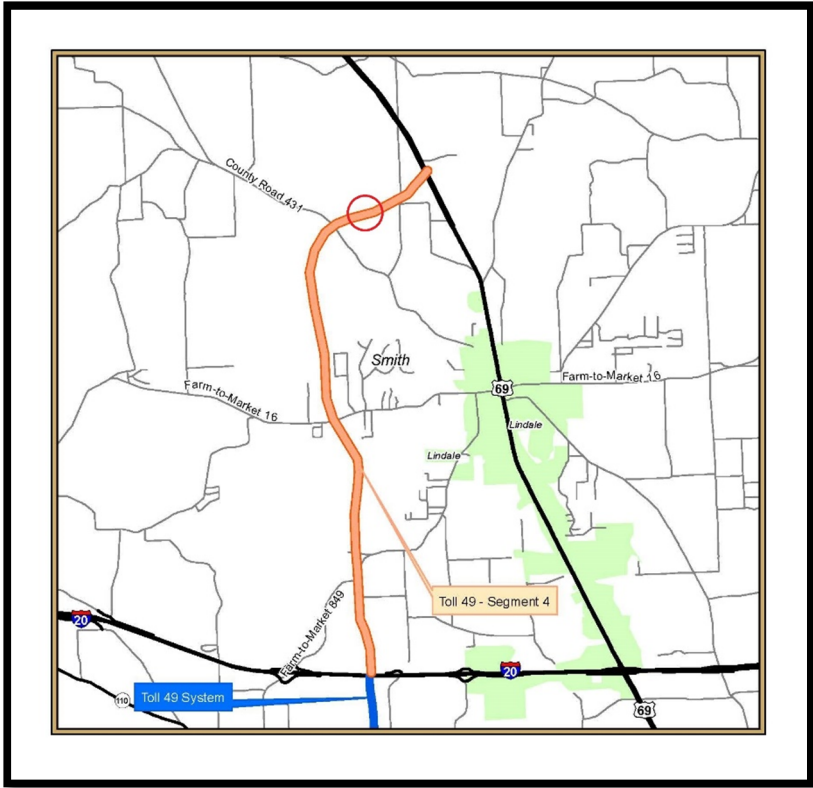 County Road 431
Smith
Farm-to-Market 16
69
Farm-to-Market 16
Lindale
Lindale
Toll 49 - Segment 4
Farm-to-Market 849
20
20
110
Toll 49 System
69